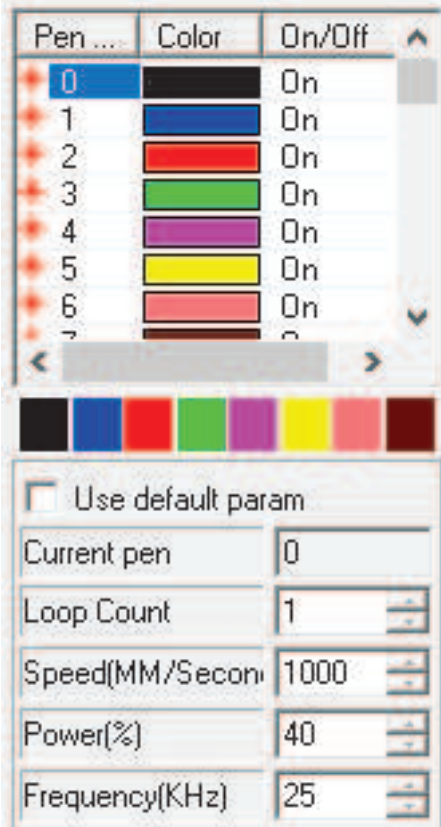 Pen ... Color On/Off
0 On
1 On
2 On
3 On
4 On
5 On
6 On
Use default param
Current pen 0
Loop Count 1
Speed(MM/Secon 1000
Power(%) 40
Frequency(KHz) 25